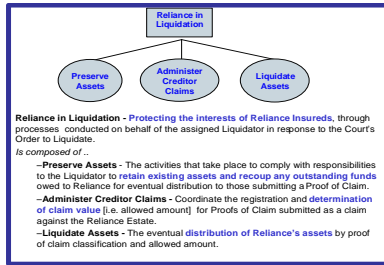 Reliance in
Liquidation
Preserve
Assets
Administer
Creditor
Claims
Liquidate
Assets
Reliance in Liquidation - Protecting the interests of Reliance Insureds, through
processes conducted on behalf of the assigned Liquidator in response to the Court's
Order to Liquidate.
Is composed of ..
–Preserve Assets - The activities that take place to comply with responsibilities
to the Liquidator to retain existing assets and recoup any outstanding funds
owed to Reliance for eventual distribution to those submitting a Proof of Claim.
–Administer Creditor Claims - Coordinate the registration and determination
of claim value [i.e. allowed amount] for Proofs of Claim submitted as a claim
against the Reliance Estate.
–Liquidate Assets - The eventual distribution of Reliance's assets by proof
of claim classification and allowed amount.